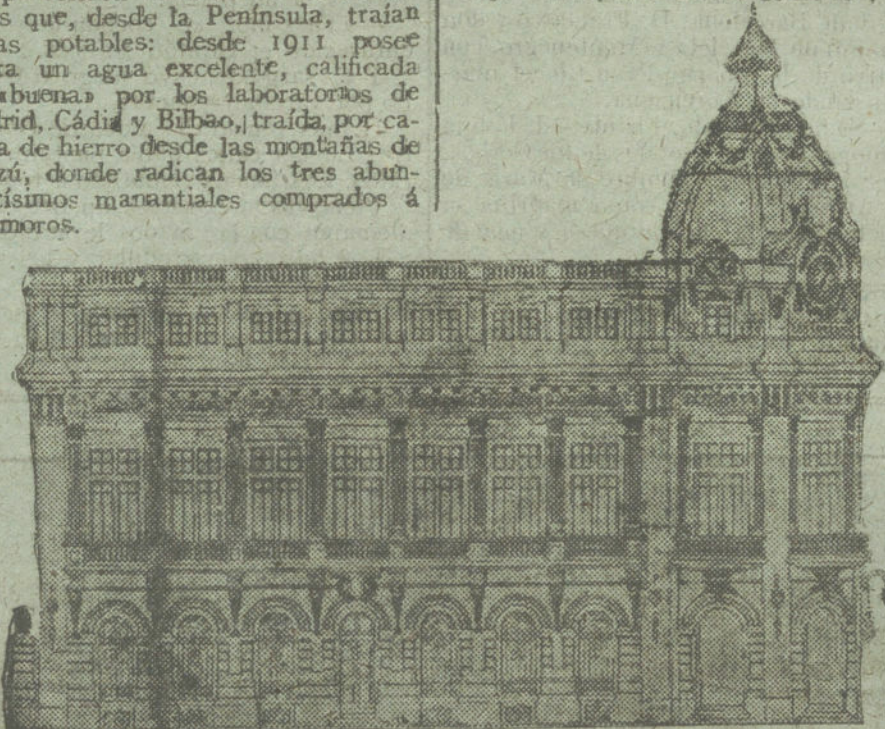 s que, desde la Península, traían
as potables: desde 1911 posee
ta un agua excelente, calificada
«buena» por los laboratorios de
rid, Cádiz y Bilbao, traída, por ca-
a de hierro desde las montañas de
zú, donde radican los tres abun-
tísimos manantiales comprados á
moros.